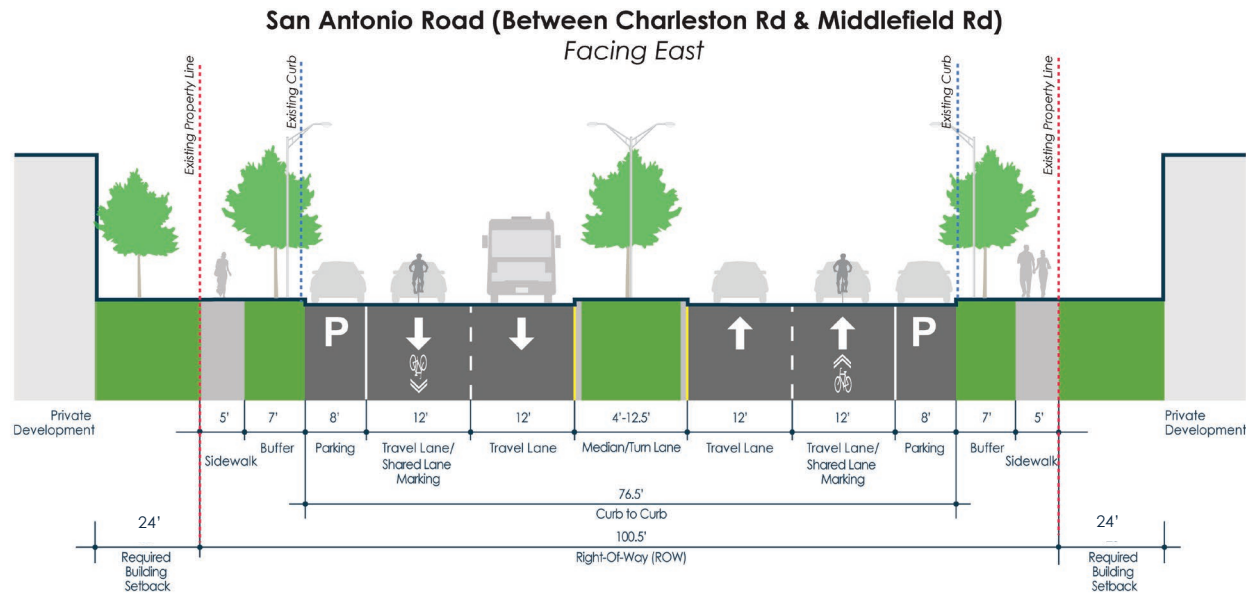 San Antonio Road (Between Charleston Rd & Middlefield Rd)
Facing East
Existing Property Line
Existing Curb
Existing Curb
Existing Property Line
P
P
Private
Development
5'
7'
8'
12'
12'
4'-12.5'
12'
12'
8'
7'
5'
Private
Development
Sidewalk
Buffer
Parking
Travel Lane/
Shared Lane
Marking
Travel Lane
Median/Turn Lane
Travel Lane
Travel Lane/
Shared Lane
Marking
Parking
Buffer
Sidewalk
76.5'
Curb to Curb
24'
100.5'
24'
Required
Building
Setback
Right-Of-Way (ROW)
Required
Building
Setback